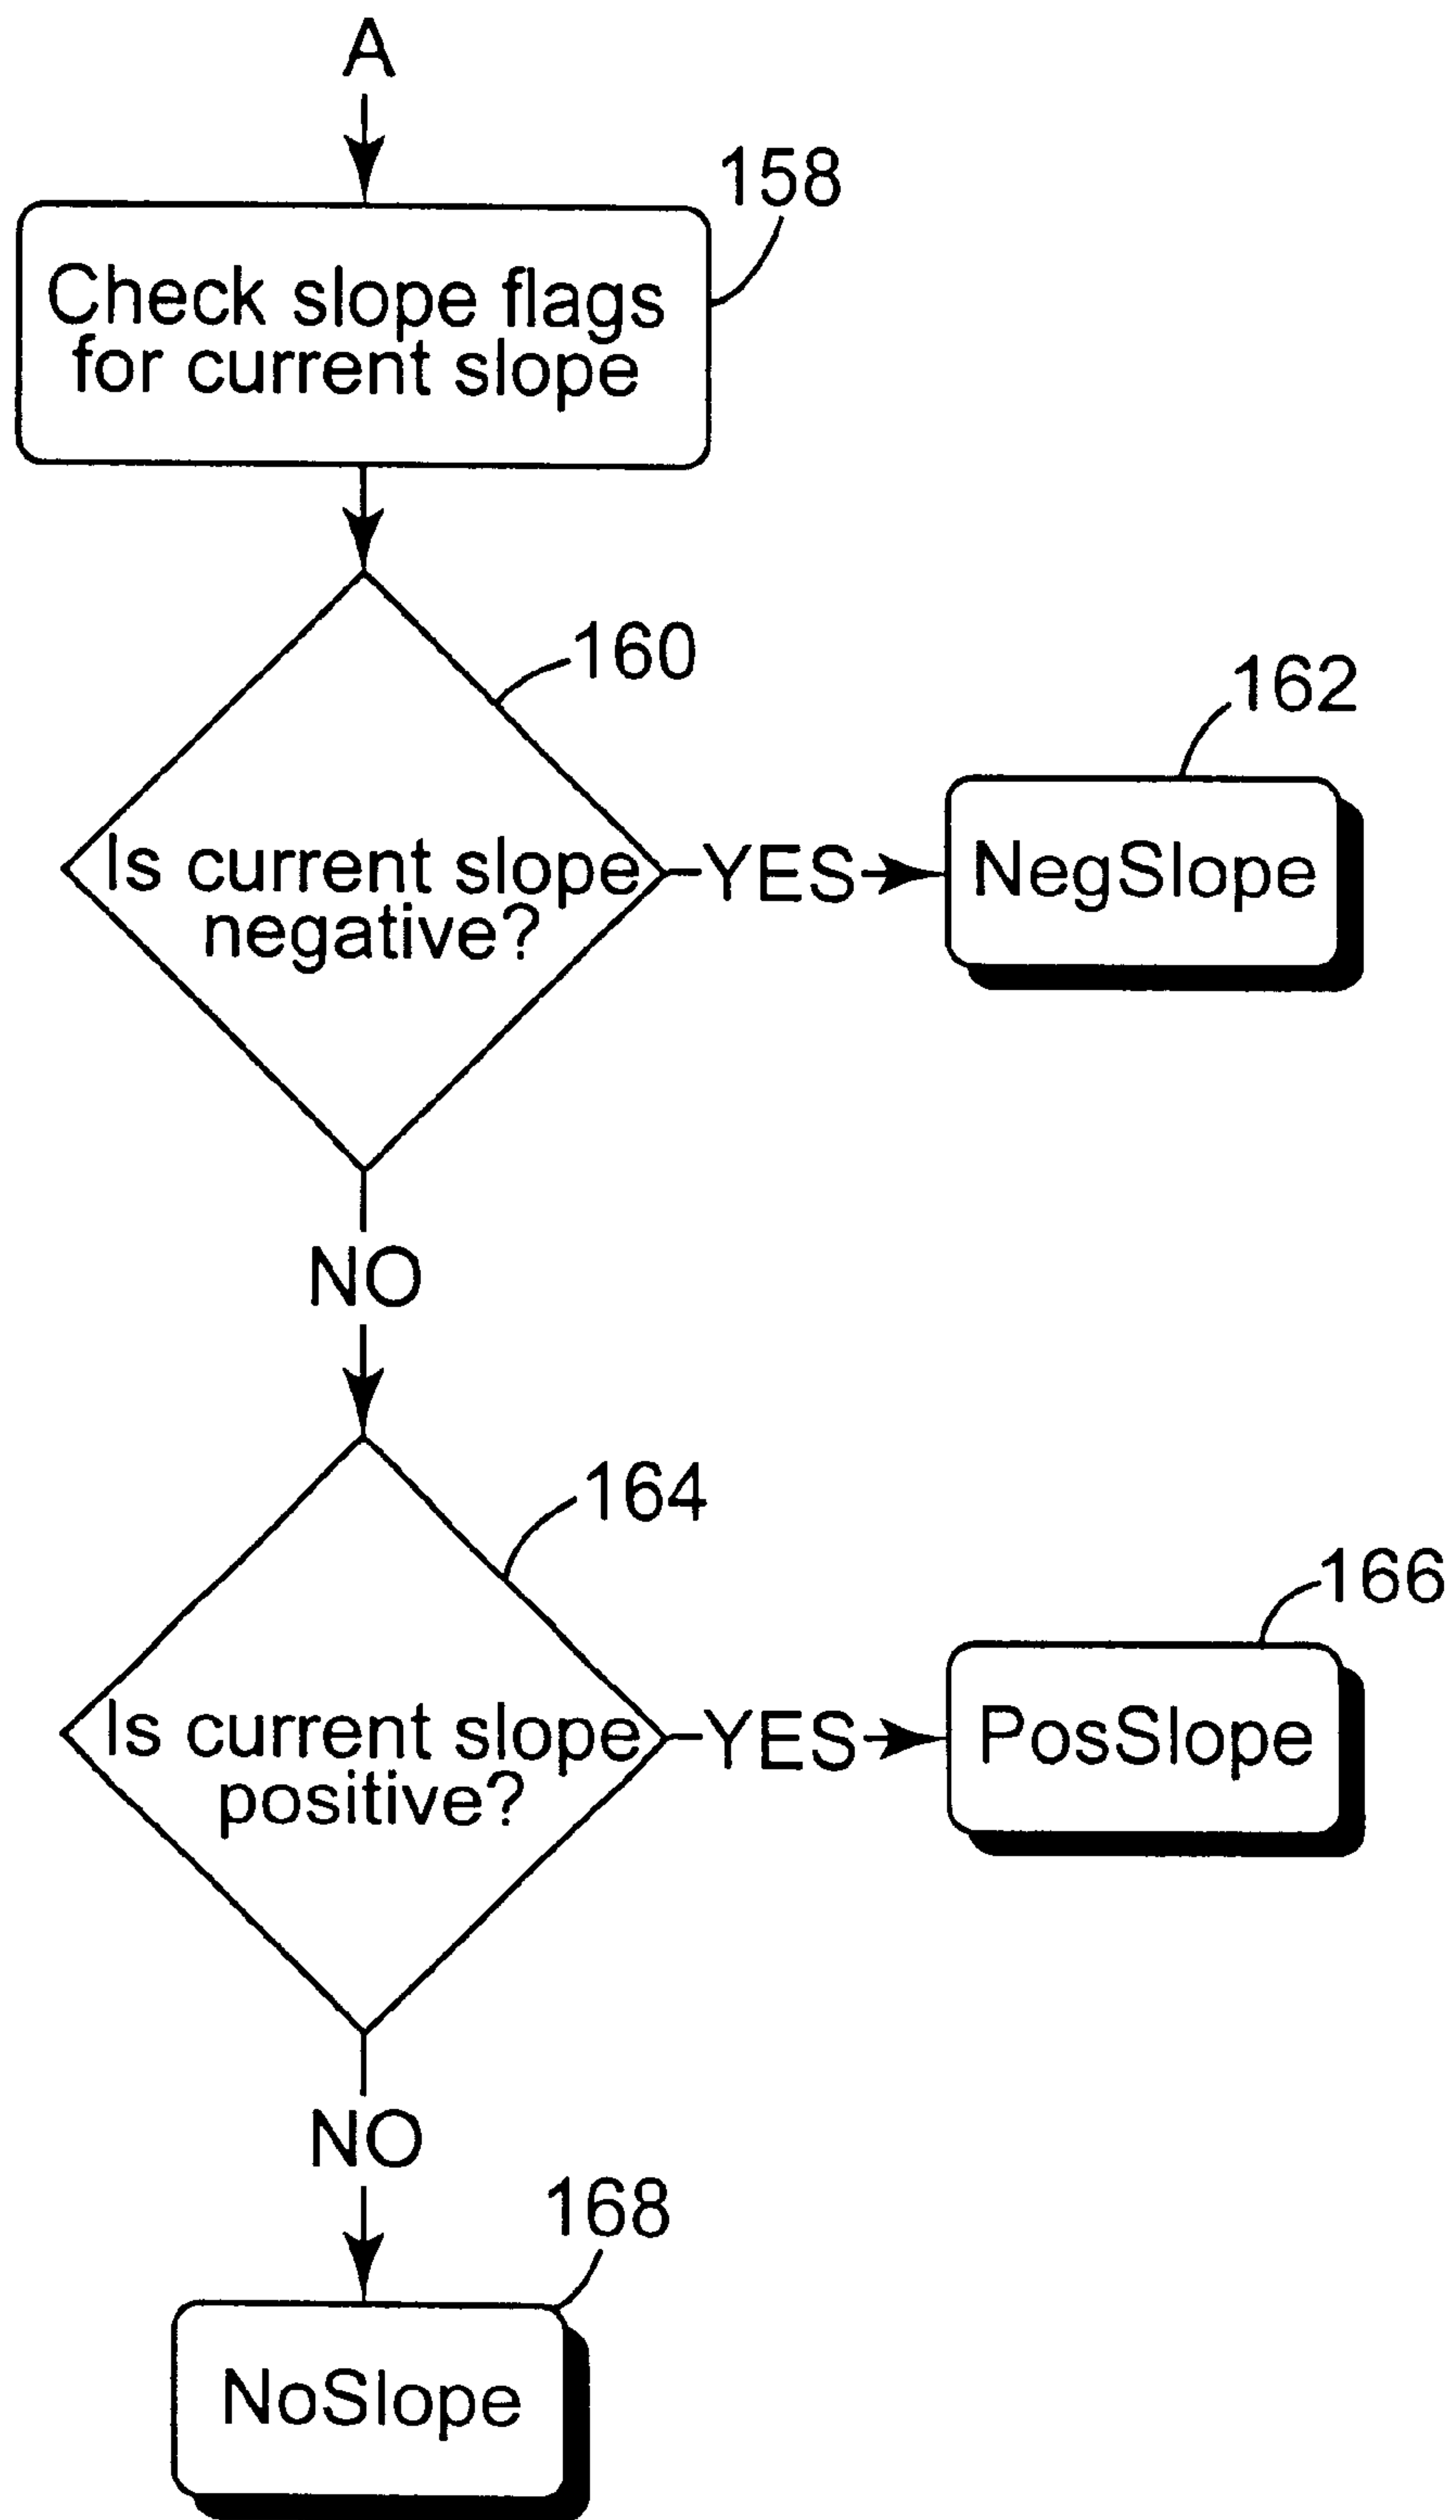 A
158
Check slope flags
for current slope
160
162
Is current slope
negative?
YES
NegSlope
NO
164
166
Is current slope
positive?
YES
PosSlope
NO
168
NoSlope